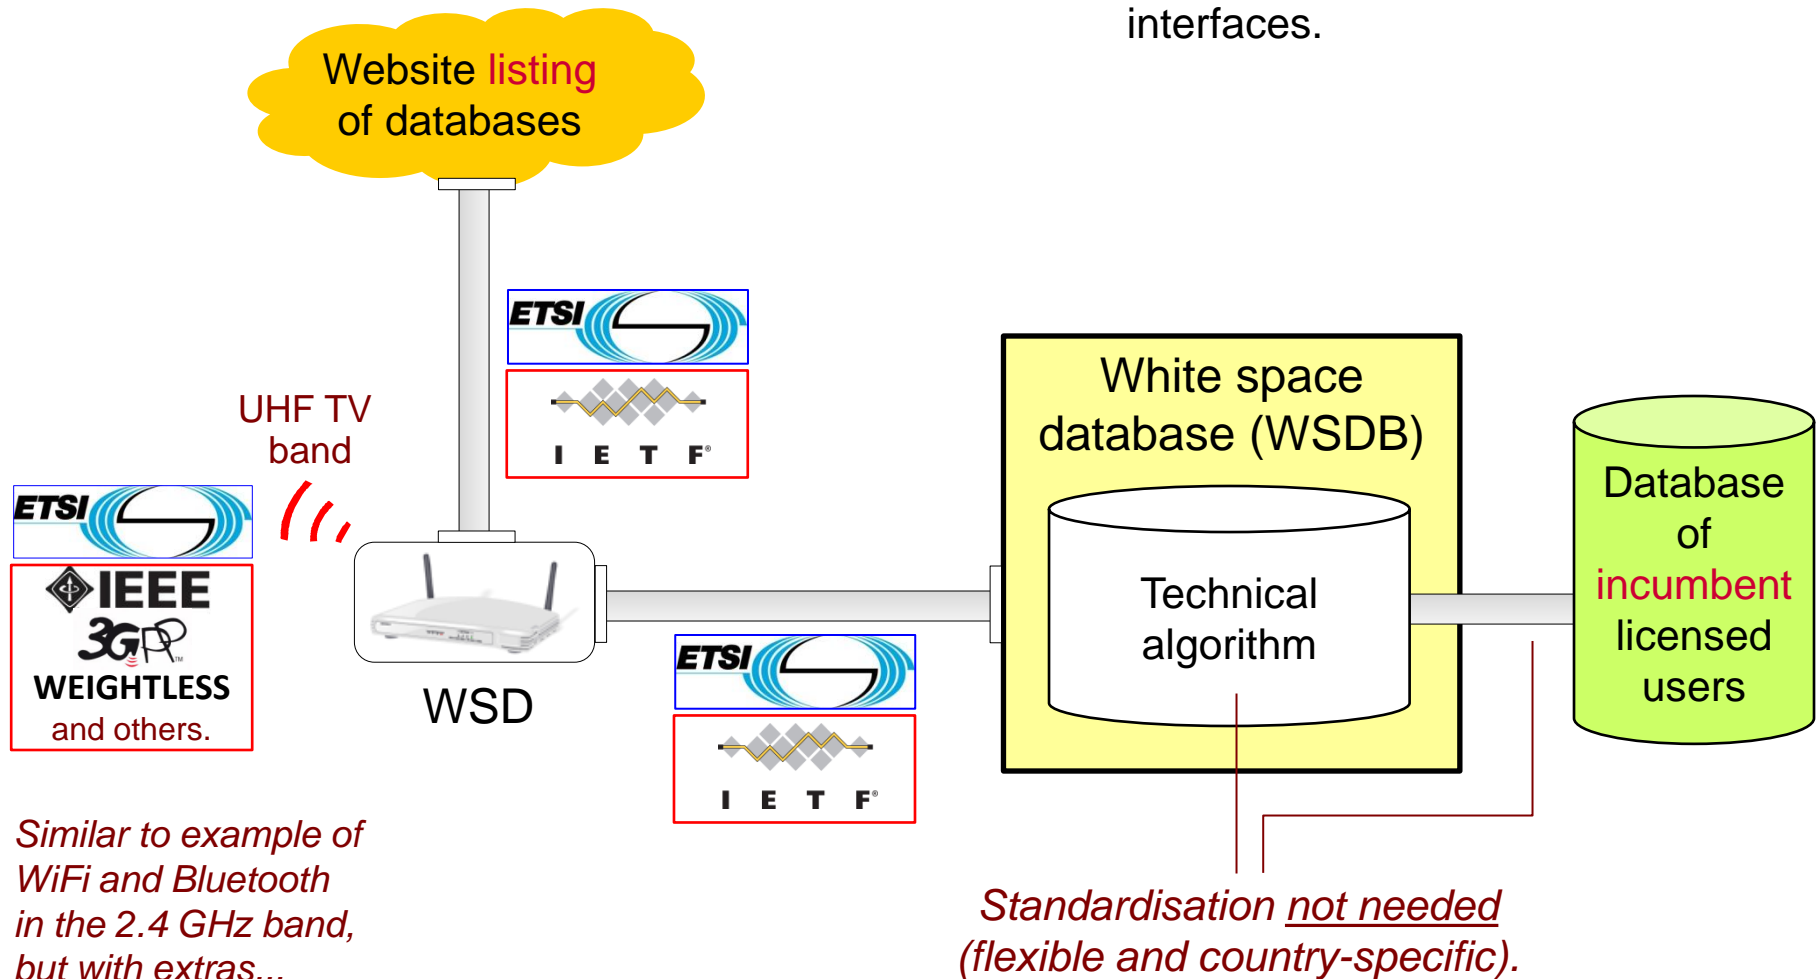 interfaces.
Website listing
of databases
ETSI
I E T F®
UHF TV
band
ETSI
IEEE
3GPP™
WEIGHTLESS
and others.
WSD
ETSI
I E T F®
White space
database (WSDB)
Technical
algorithm
Database
of
incumbent
licensed
users
Similar to example of
WiFi and Bluetooth
in the 2.4 GHz band,
but with extras...
Standardisation not needed
(flexible and country-specific).